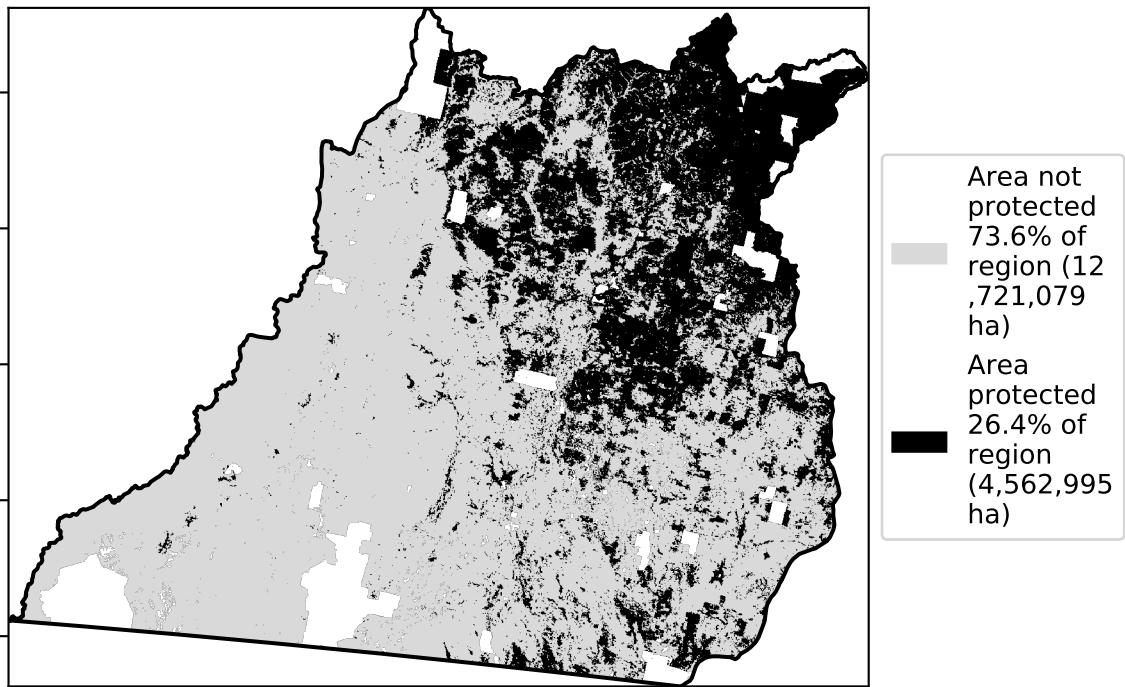 Area not
protected
73.6% of
region (12
,721,079
ha)
Area
protected
26.4% of
region
(4,562,995
ha)